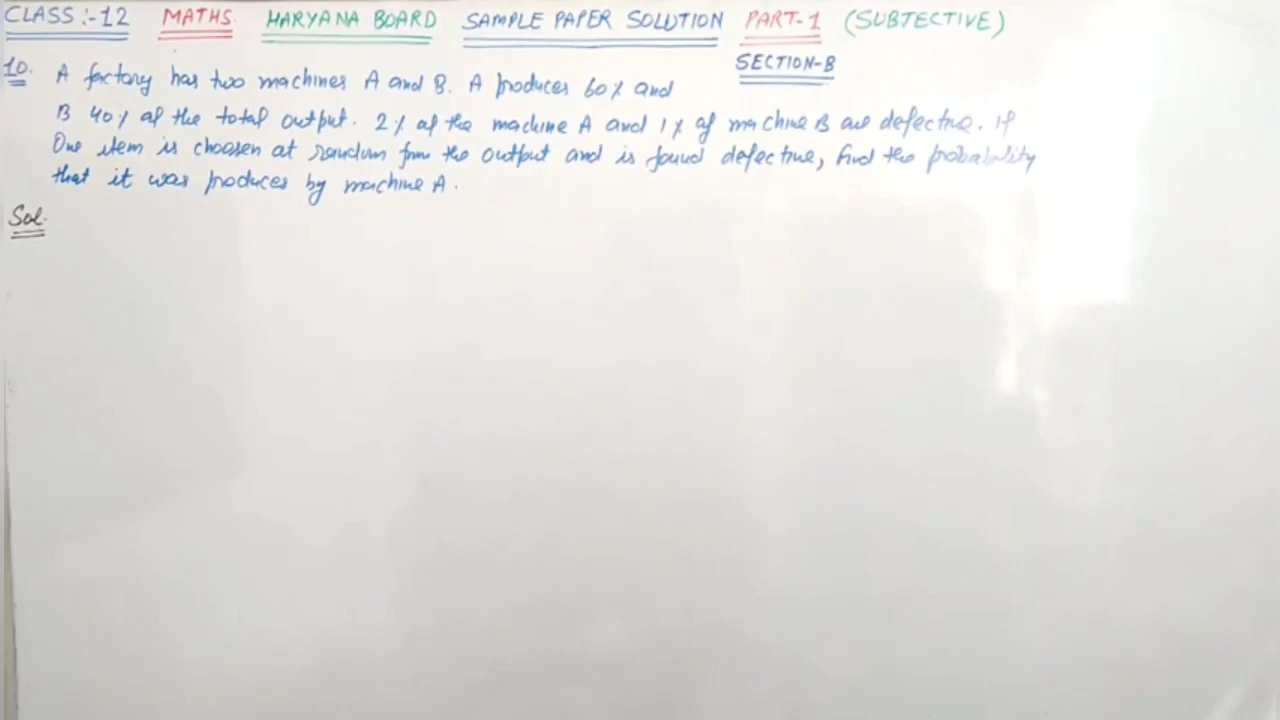 CLASS :- 12 MATHS. HARYANA BOARD SAMPLE PAPER SOLUTION PART-1 (SUBJECTIVE)
SECTION-B
10. A factory has two machines A and B. A produces 60% and
B 40% of the total output. 2% of the machine A and 1% of machine B are defective. If
One item is choosen at random from the output and is found defective, find the probability
that it was produces by machine A.
Sol.